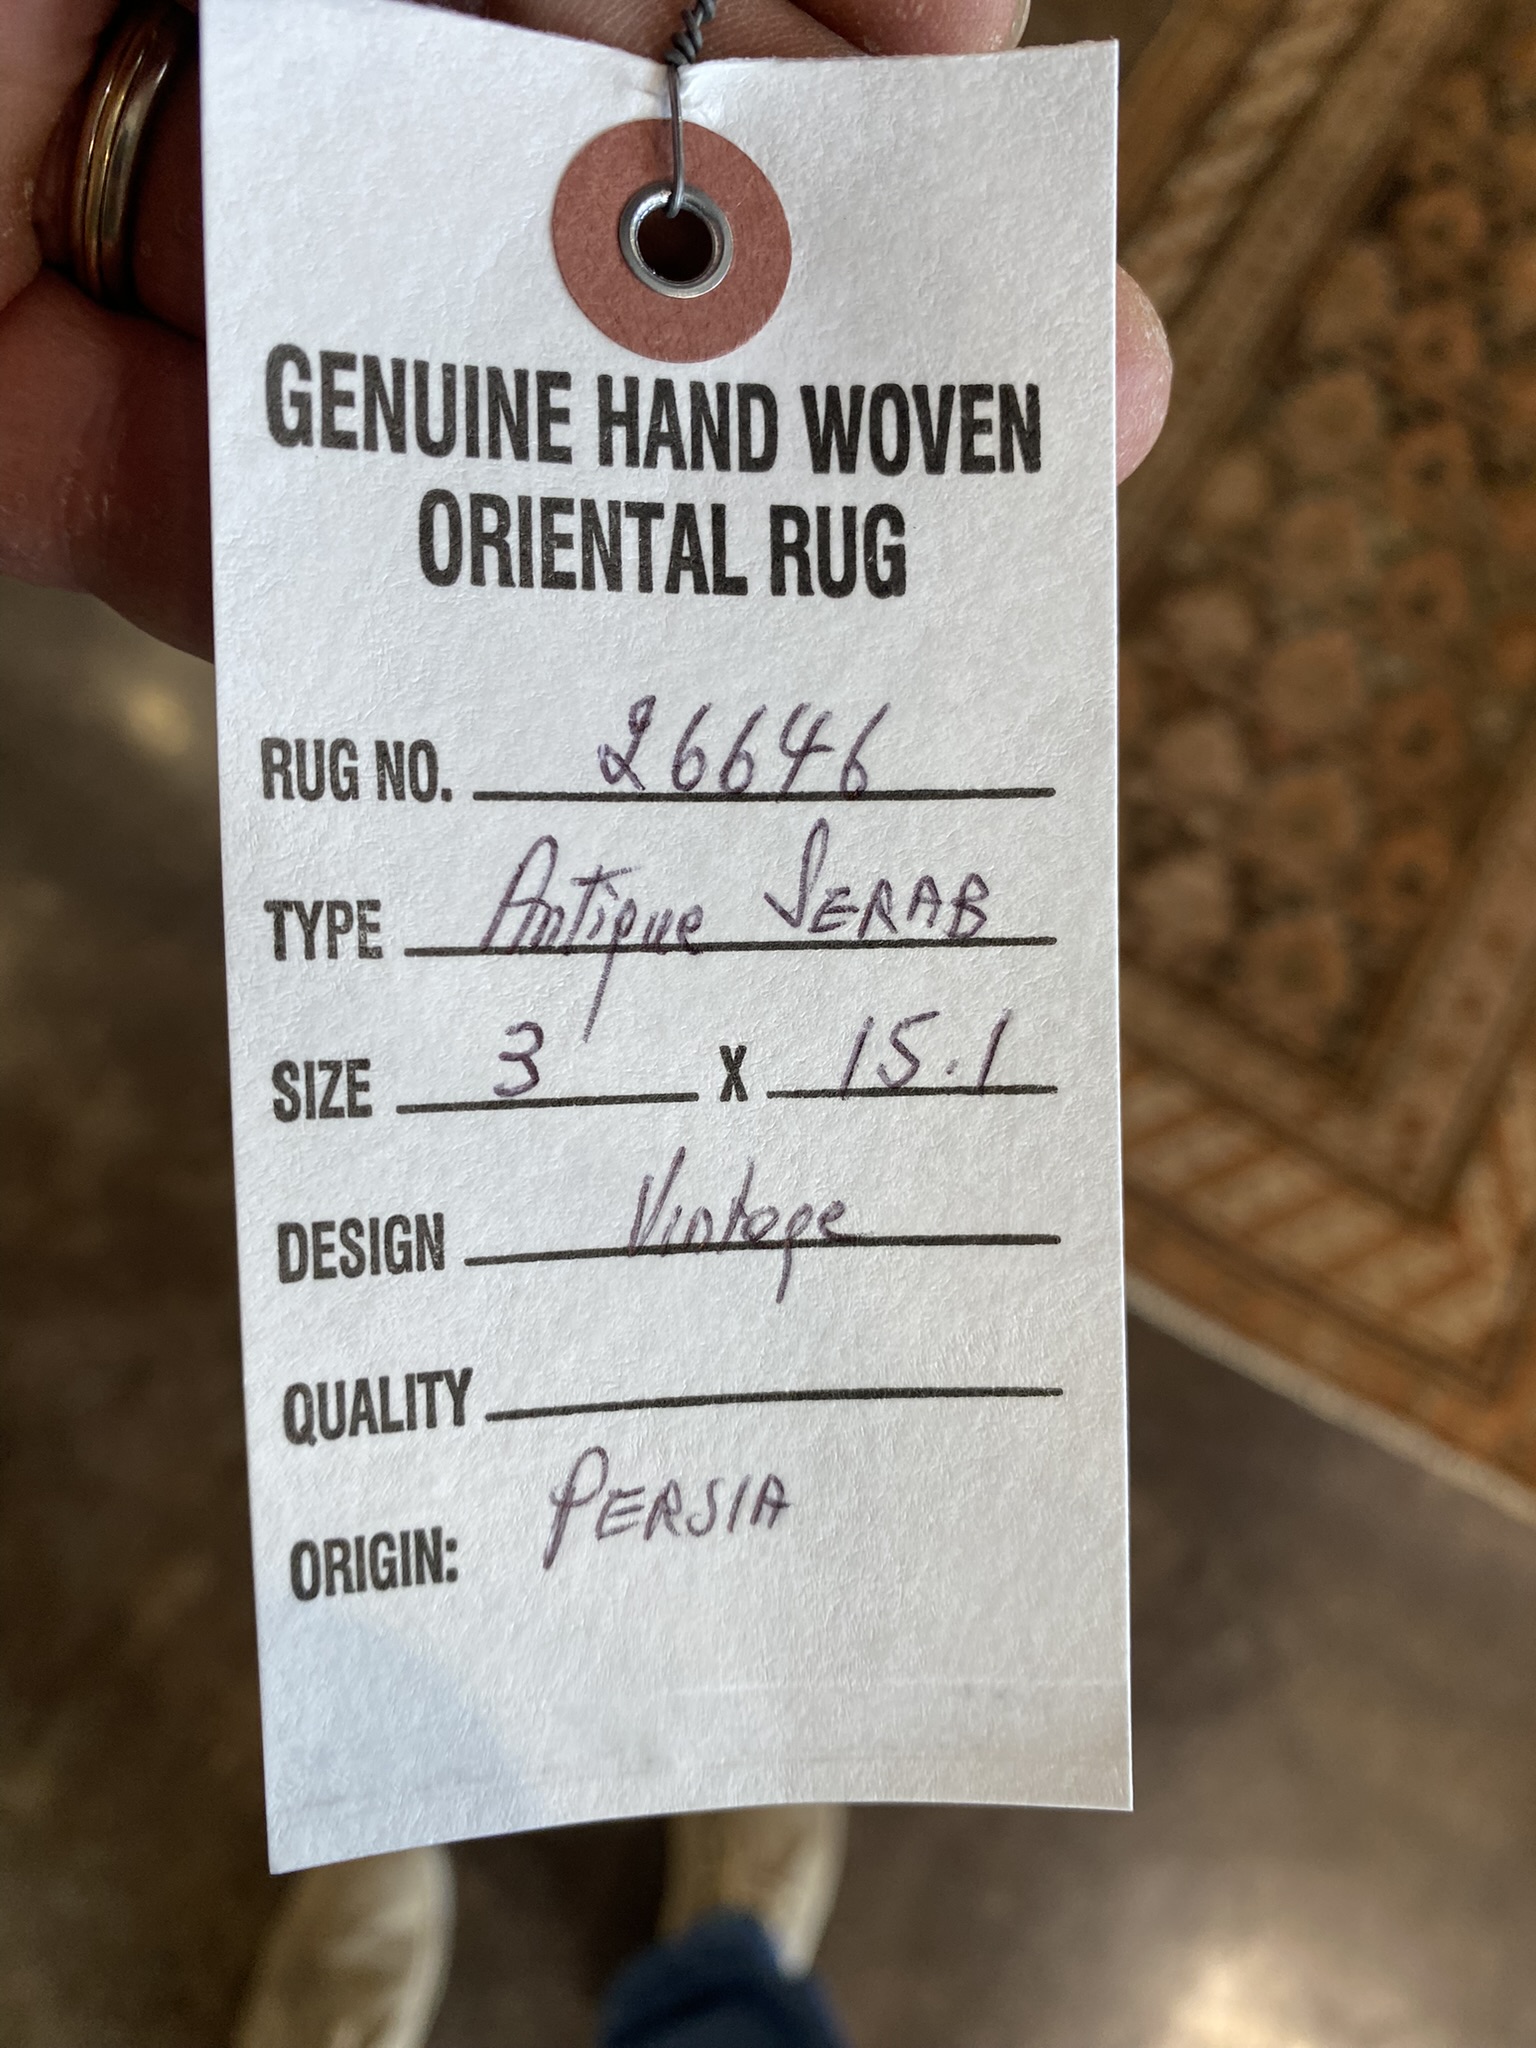 GENUINE HAND WOVEN
ORIENTAL RUG
RUG NO. 26646
TYPE Antique SERAB
SIZE 3 X 15.1
DESIGN Vintage
QUALITY
ORIGIN: PERSIA